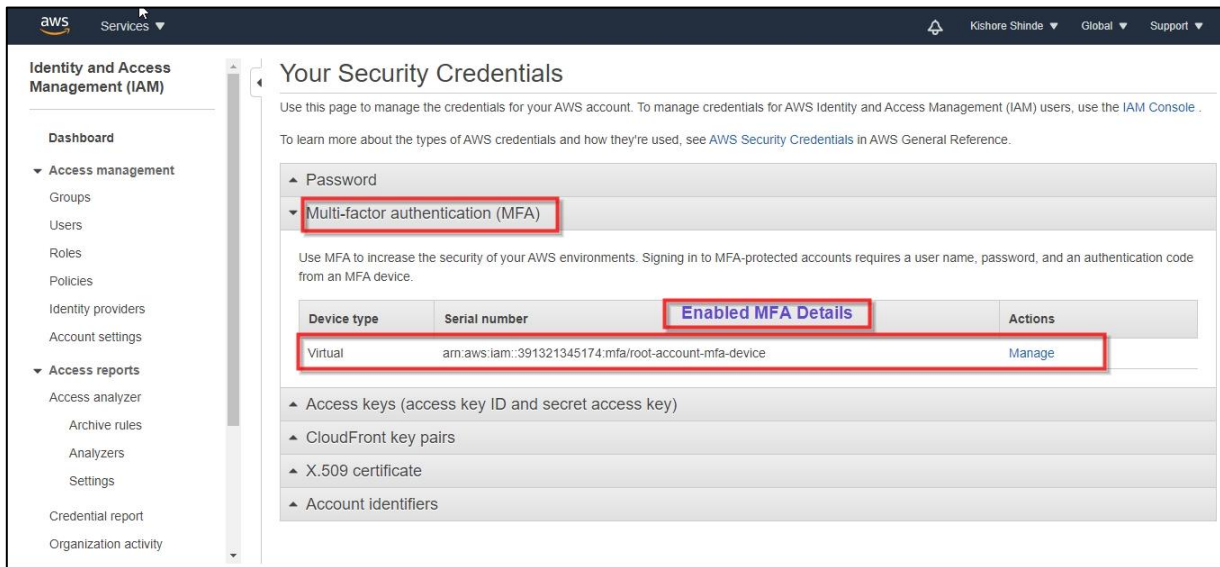 aws Services Kishore Shinde Global Support
Identity and Access
Management (IAM)
Dashboard
Access management
Groups
Users
Roles
Policies
Identity providers
Account settings
Access reports
Access analyzer
Archive rules
Analyzers
Settings
Credential report
Organization activity
Your Security Credentials
Use this page to manage the credentials for your AWS account. To manage credentials for AWS Identity and Access Management (IAM) users, use the IAM Console .
To learn more about the types of AWS credentials and how they're used, see AWS Security Credentials in AWS General Reference.
Password
Multi-factor authentication (MFA)
Use MFA to increase the security of your AWS environments. Signing in to MFA-protected accounts requires a user name, password, and an authentication code
from an MFA device.
Enabled MFA Details
Device type Serial number Actions
Virtual arn:aws:iam::391321345174:mfa/root-account-mfa-device Manage
Access keys (access key ID and secret access key)
CloudFront key pairs
X.509 certificate
Account identifiers